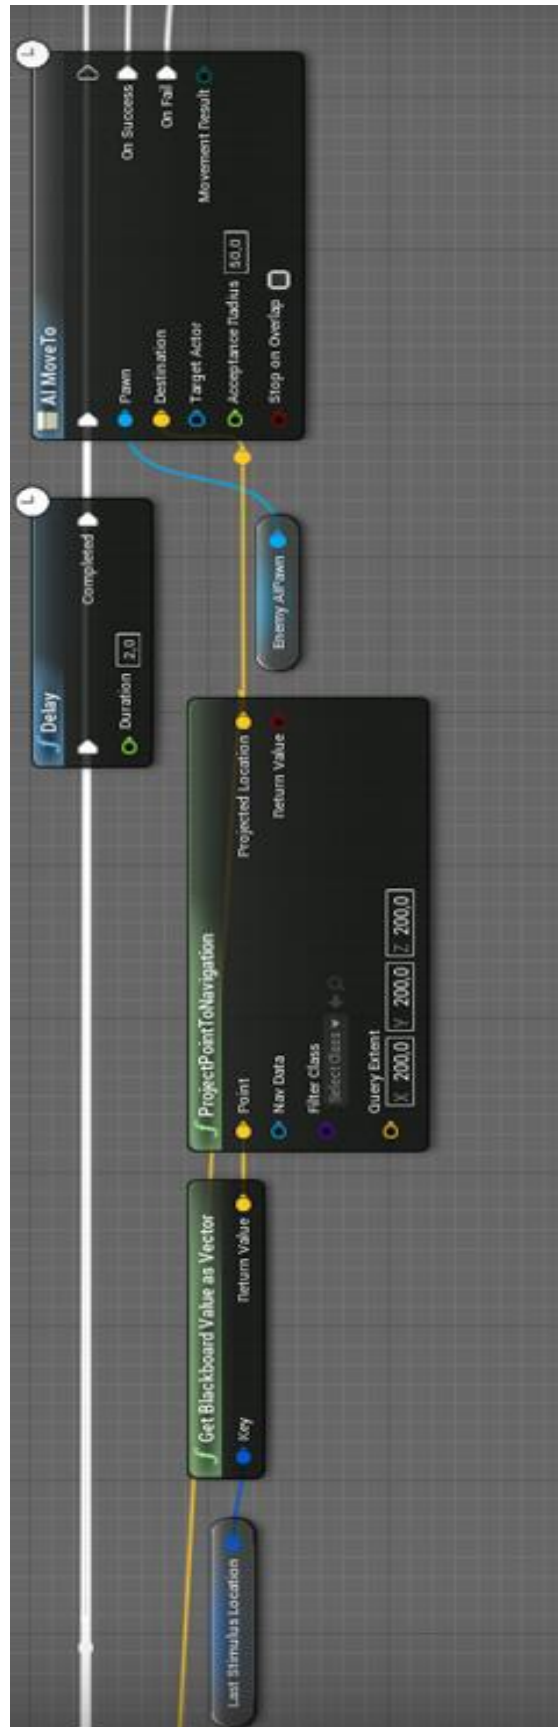 Last Stimulus Location
Get Blackboard Value as Vector
Key
Return Value
ProjectPointToNavigation
Point
Projected Location
Nav Data
Return Value
Filter Class
Select Class
Query Extent
X 200,0 Y 200,0 Z 200,0
Delay
Completed
Duration 2,0
Enemy AIPawn
AI MoveTo
Pawn
On Success
Destination
On Fail
Target Actor
Movement Result
Acceptance Radius 50,0
Stop on Overlap